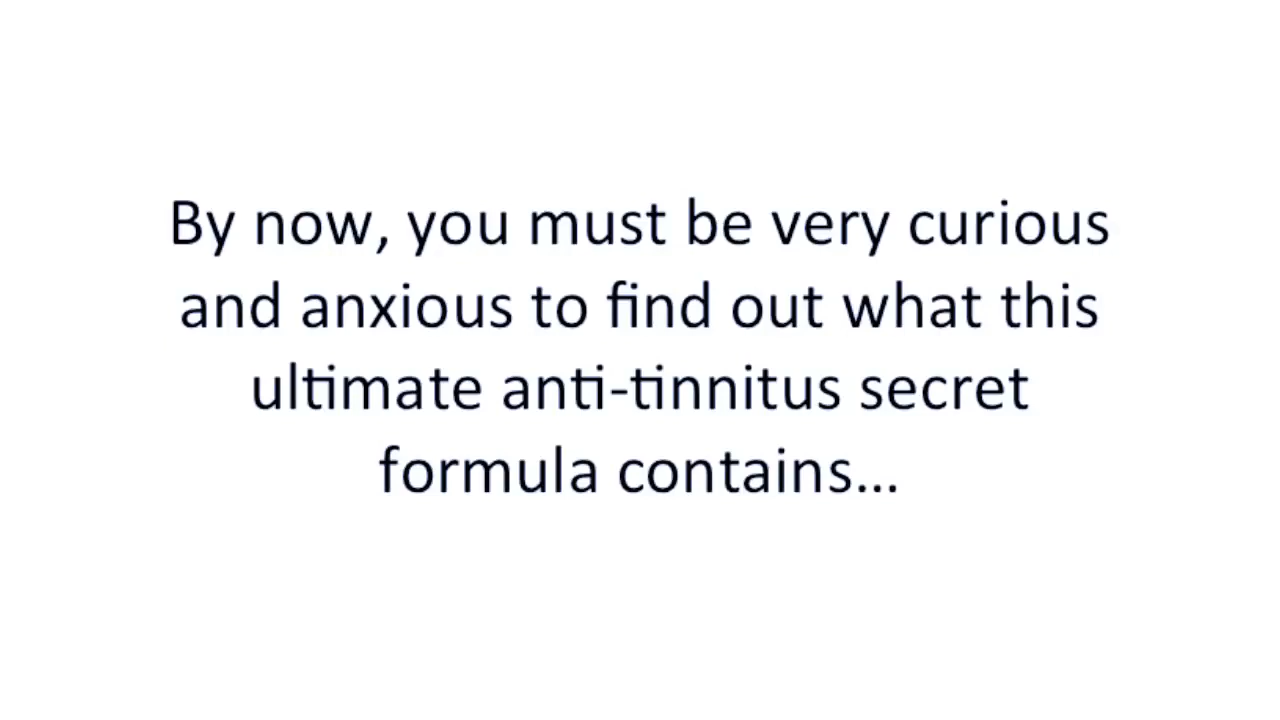 By now, you must be very curious
and anxious to find out what this
ultimate anti-tinnitus secret
formula contains...